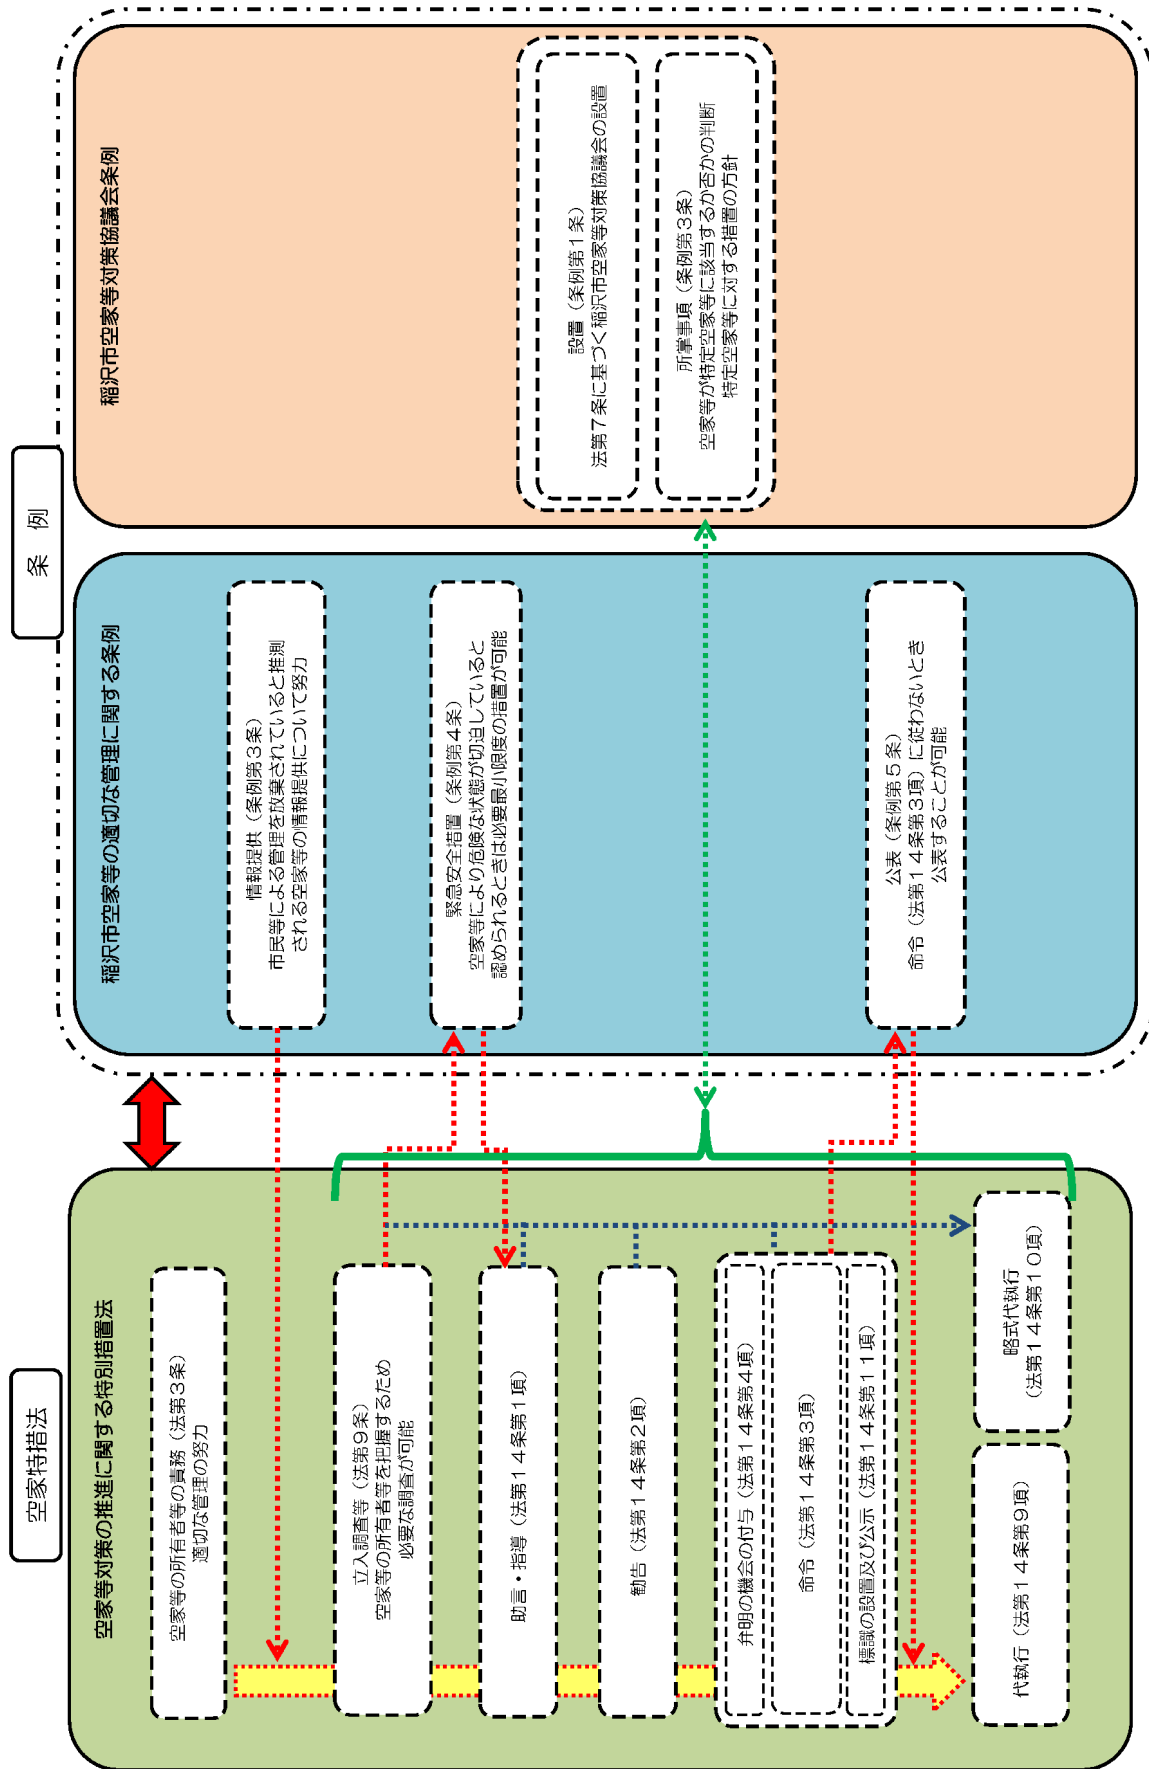 空家特措法
空家等対策の推進に関する特別措置法
空家等の所有者等の責務（法第３条）
適切な管理の努力
立入調査等（法第９条）
空家等の所有者等を把握するため
必要な調査が可能
助言・指導（法第１４条第１項）
勧告（法第１４条第２項）
弁明の機会の付与（法第１４条第４項）
命令（法第１４条第３項）
標識の設置及び公示（法第１４条第１１項）
代執行（法第１４条第９項）
略式代執行
（法第１４条第１０項）
条　例
稲沢市空家等の適切な管理に関する条例
情報提供（条例第３条）
市民等による管理を放棄されていると推測
される空家等の情報提供について努力
緊急安全措置（条例第４条）
空家等により危険な状態が切迫していると
認められるときは必要最小限度の措置が可能
公表（条例第５条）
命令（法第１４条第３項）に従わないとき
公表することが可能
稲沢市空家等対策協議会条例
設置（条例第１条）
法第７条に基づく稲沢市空家等対策協議会の設置
所掌事項（条例第３条）
空家等が特定空家等に該当するか否かの判断
特定空家等に対する措置の方針